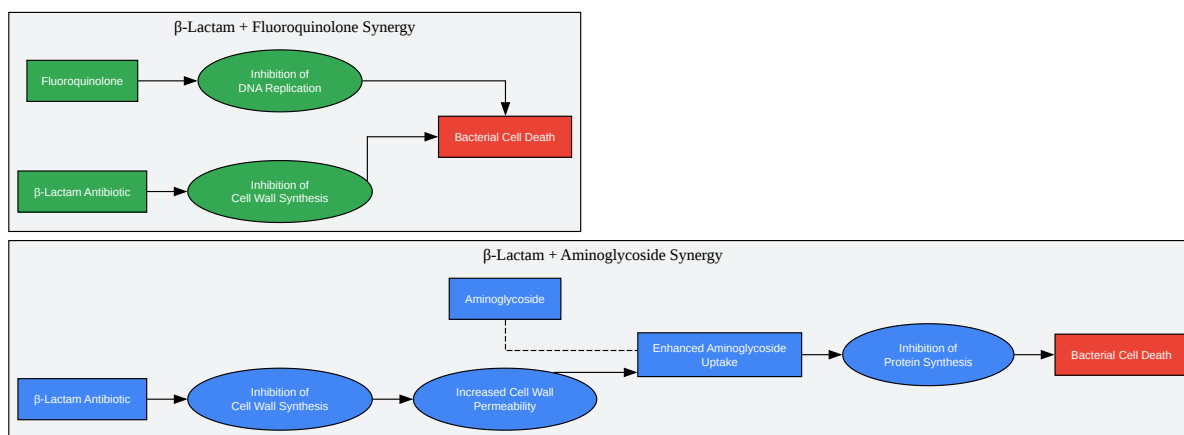 β-Lactam + Fluoroquinolone Synergy
Fluoroquinolone
Inhibition of
DNA Replication
Bacterial Cell Death
β-Lactam Antibiotic
Inhibition of
Cell Wall Synthesis
β-Lactam + Aminoglycoside Synergy
Aminoglycoside
Enhanced Aminoglycoside
Uptake
Inhibition of
Protein Synthesis
Bacterial Cell Death
β-Lactam Antibiotic
Inhibition of
Cell Wall Synthesis
Increased Cell Wall
Permeability